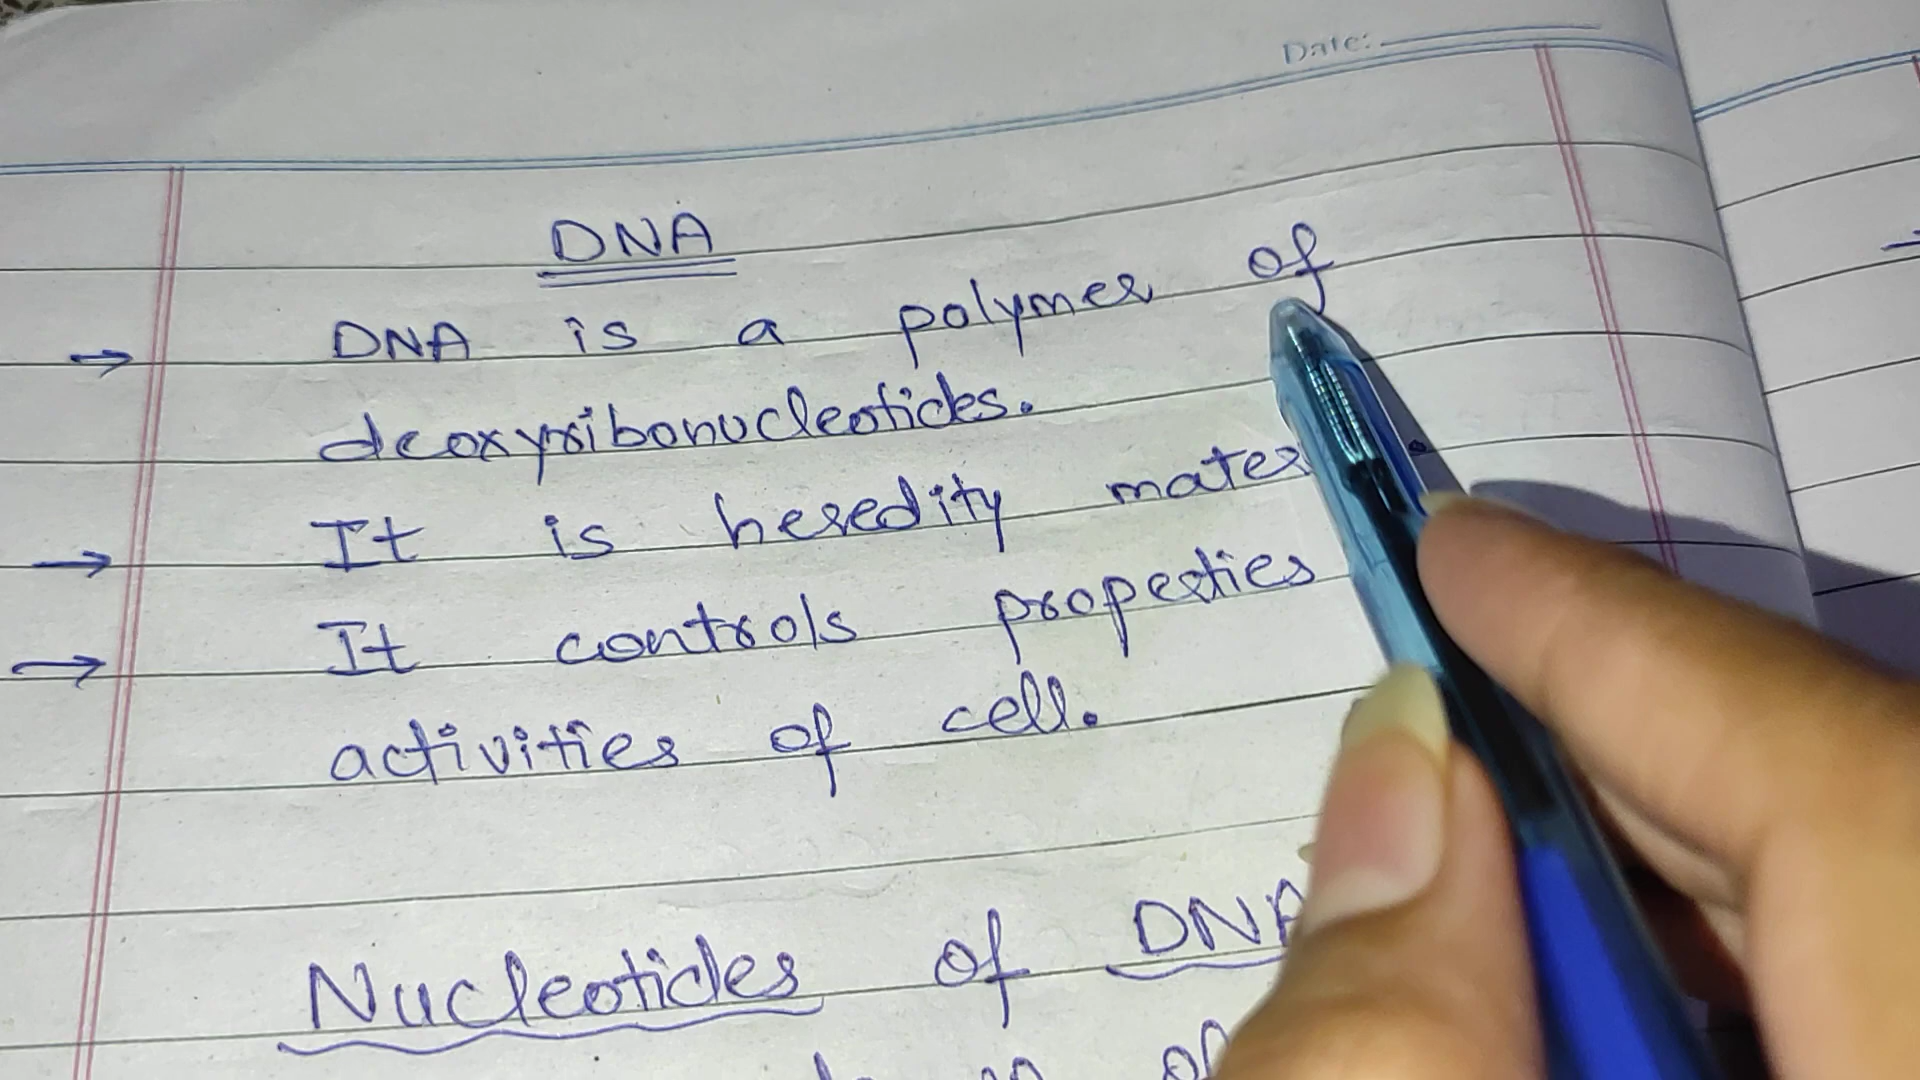 Date:
DNA
→ DNA is a polymer of
deoxyribonucleotides.
→ It is heredity mater
→ It controls properties
activities of cell.
Nucleotides of DNA